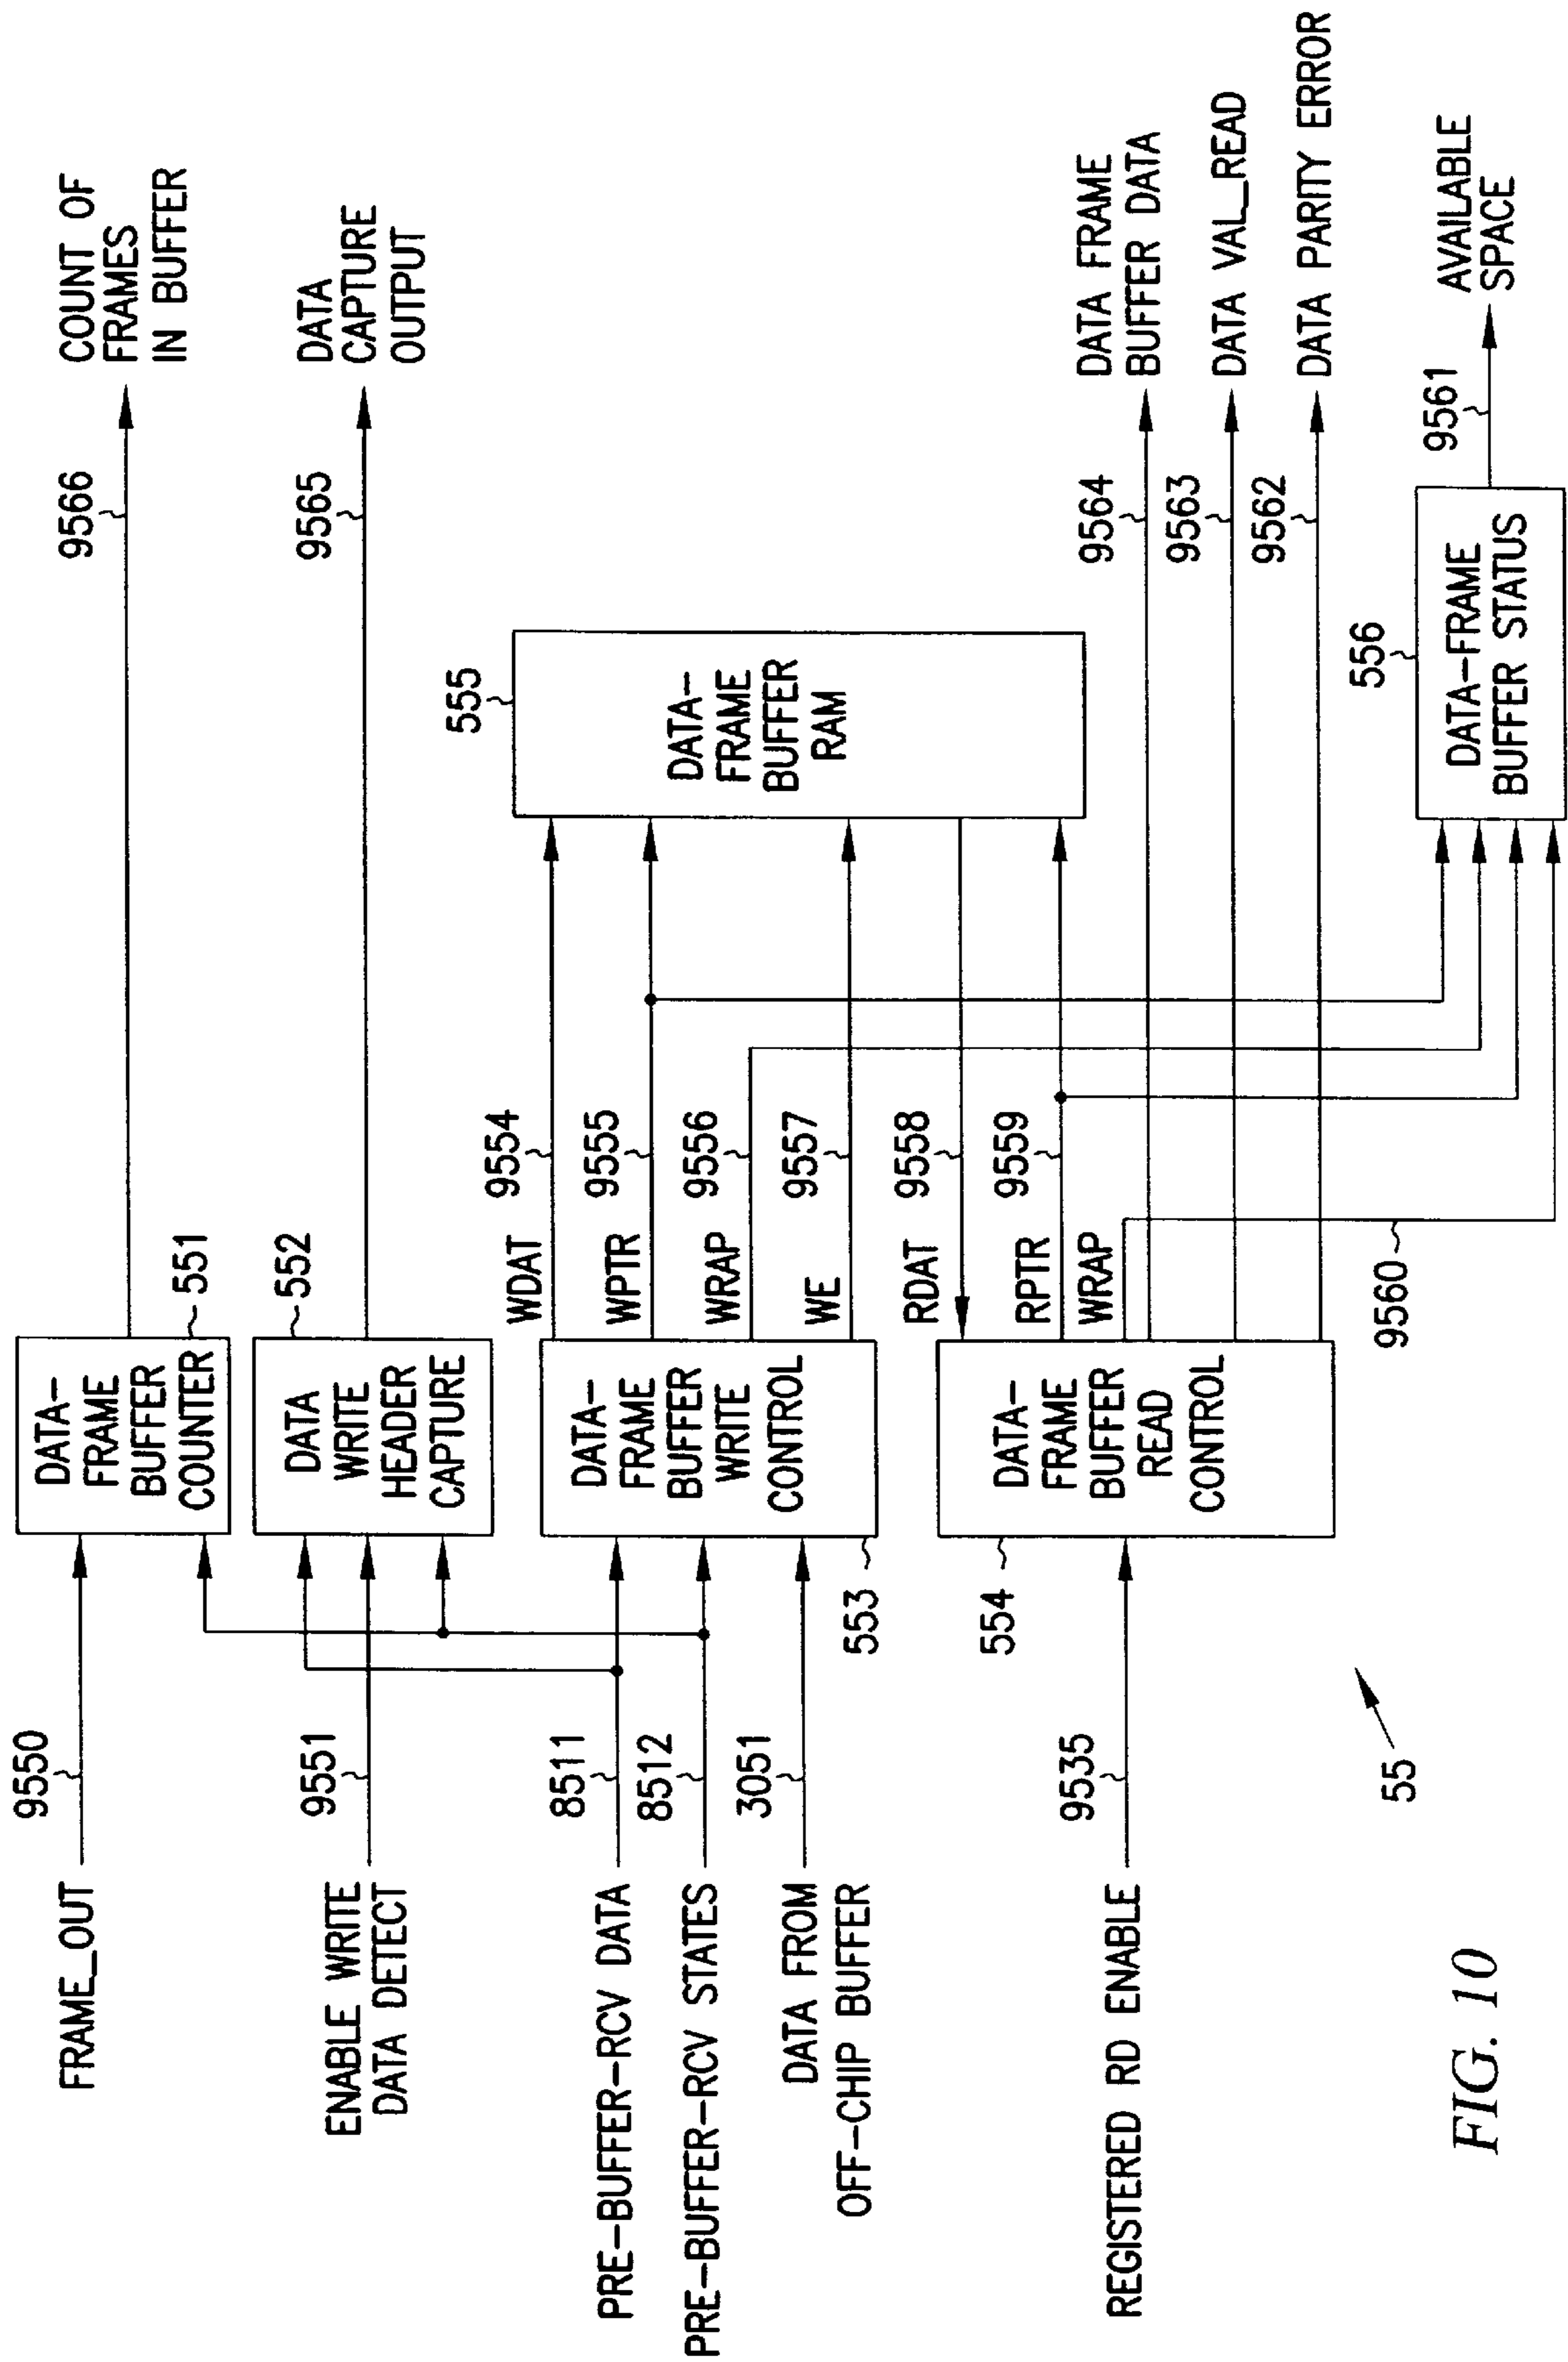 FRAME_OUT
9550
DATA-
FRAME
BUFFER
COUNTER
551
9566
COUNT OF
FRAMES
IN BUFFER
ENABLE WRITE
DATA DETECT
9551
DATA
WRITE
HEADER
CAPTURE
552
9565
DATA
CAPTURE
OUTPUT
PRE-BUFFER-RCV DATA
8511
PRE-BUFFER-RCV STATES
8512
DATA FROM
OFF-CHIP BUFFER
3051
DATA-
FRAME
BUFFER
WRITE
CONTROL
553
WDAT
9554
WPTR
9555
WRAP
9556
WE
9557
555
DATA-
FRAME
BUFFER
RAM
REGISTERED RD ENABLE
9535
554
DATA-
FRAME
BUFFER
READ
CONTROL
RDAT
9558
RPTR
9559
WRAP
9560
9564
DATA FRAME
BUFFER DATA
9563
DATA VAL_READ
9562
DATA PARITY ERROR
556
DATA-FRAME
BUFFER STATUS
9561
AVAILABLE
SPACE
55
FIG. 10